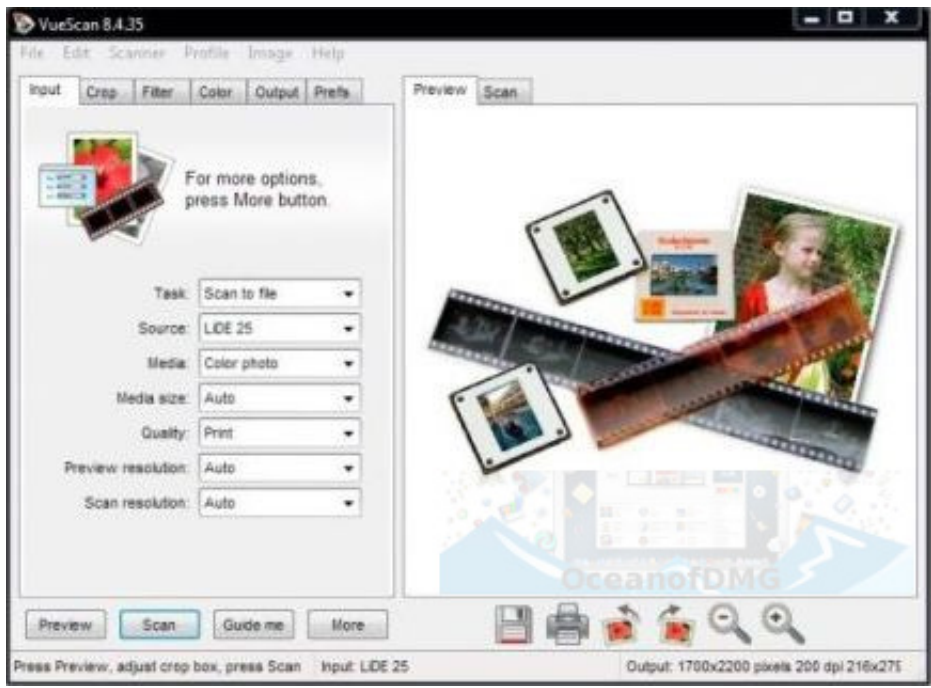 VueScan 8.4.35
File Edit Scanner Profile Image Help
Input Crop Filter Color Output Prefs
Preview Scan
For more options,
press More button.
Task: Scan to file
Source: LiDE 25
Media: Color photo
Media size: Auto
Quality: Print
Preview resolution: Auto
Scan resolution: Auto
OceanofDMG
Preview Scan Guide me More
Press Preview, adjust crop box, press Scan Input: LiDE 25 Output: 1700x2200 pixels 200 dpi 216x279